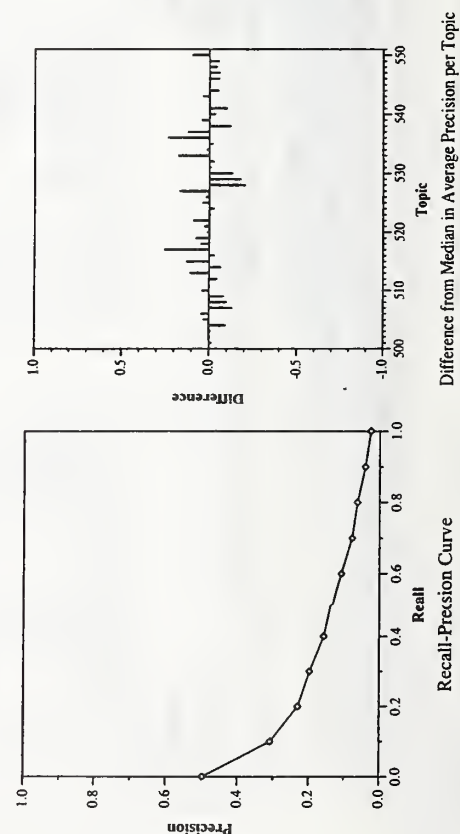 1.0
0.8
0.6
0.4
0.2
0.0
Precision
0.0 0.2 0.4 0.6 0.8 1.0
Reall
Recall-Precision Curve
1.0
0.5
0.0
-0.5
-1.0
Difference
500 510 520 530 540 550
Topic
Difference from Median in Average Precision per Topic